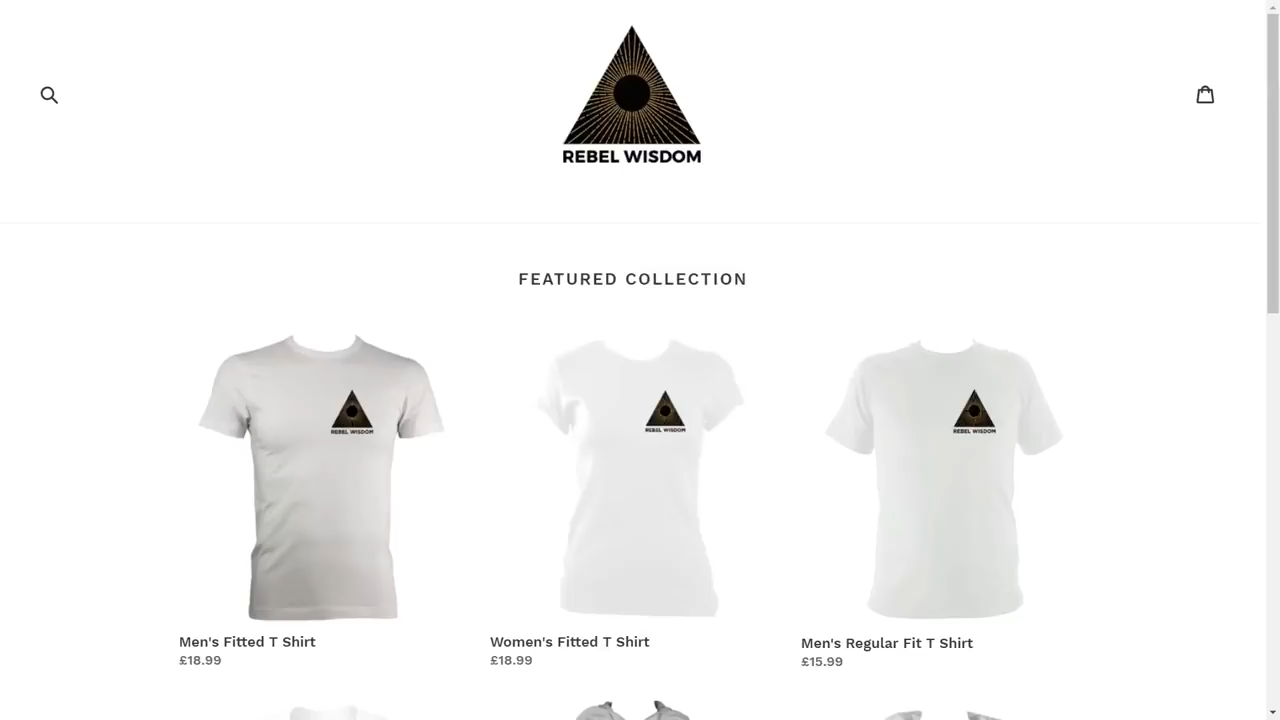 REBEL WISDOM
FEATURED COLLECTION
REBEL WISDOM
REBEL WISDOM
REBEL WISDOM
Men's Fitted T Shirt
£18.99
Women's Fitted T Shirt
£18.99
Men's Regular Fit T Shirt
£15.99